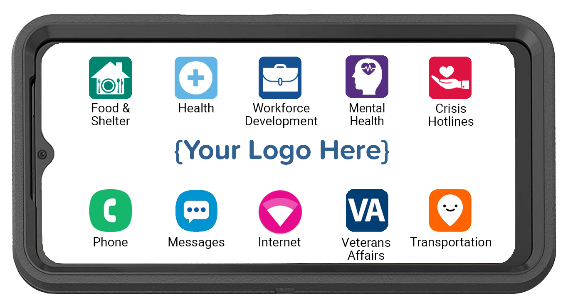 Food &
Shelter
Health
Workforce
Development
Mental
Health
Crisis
Hotlines
{Your Logo Here}
Phone
Messages
Internet
VA
Veterans
Affairs
Transportation